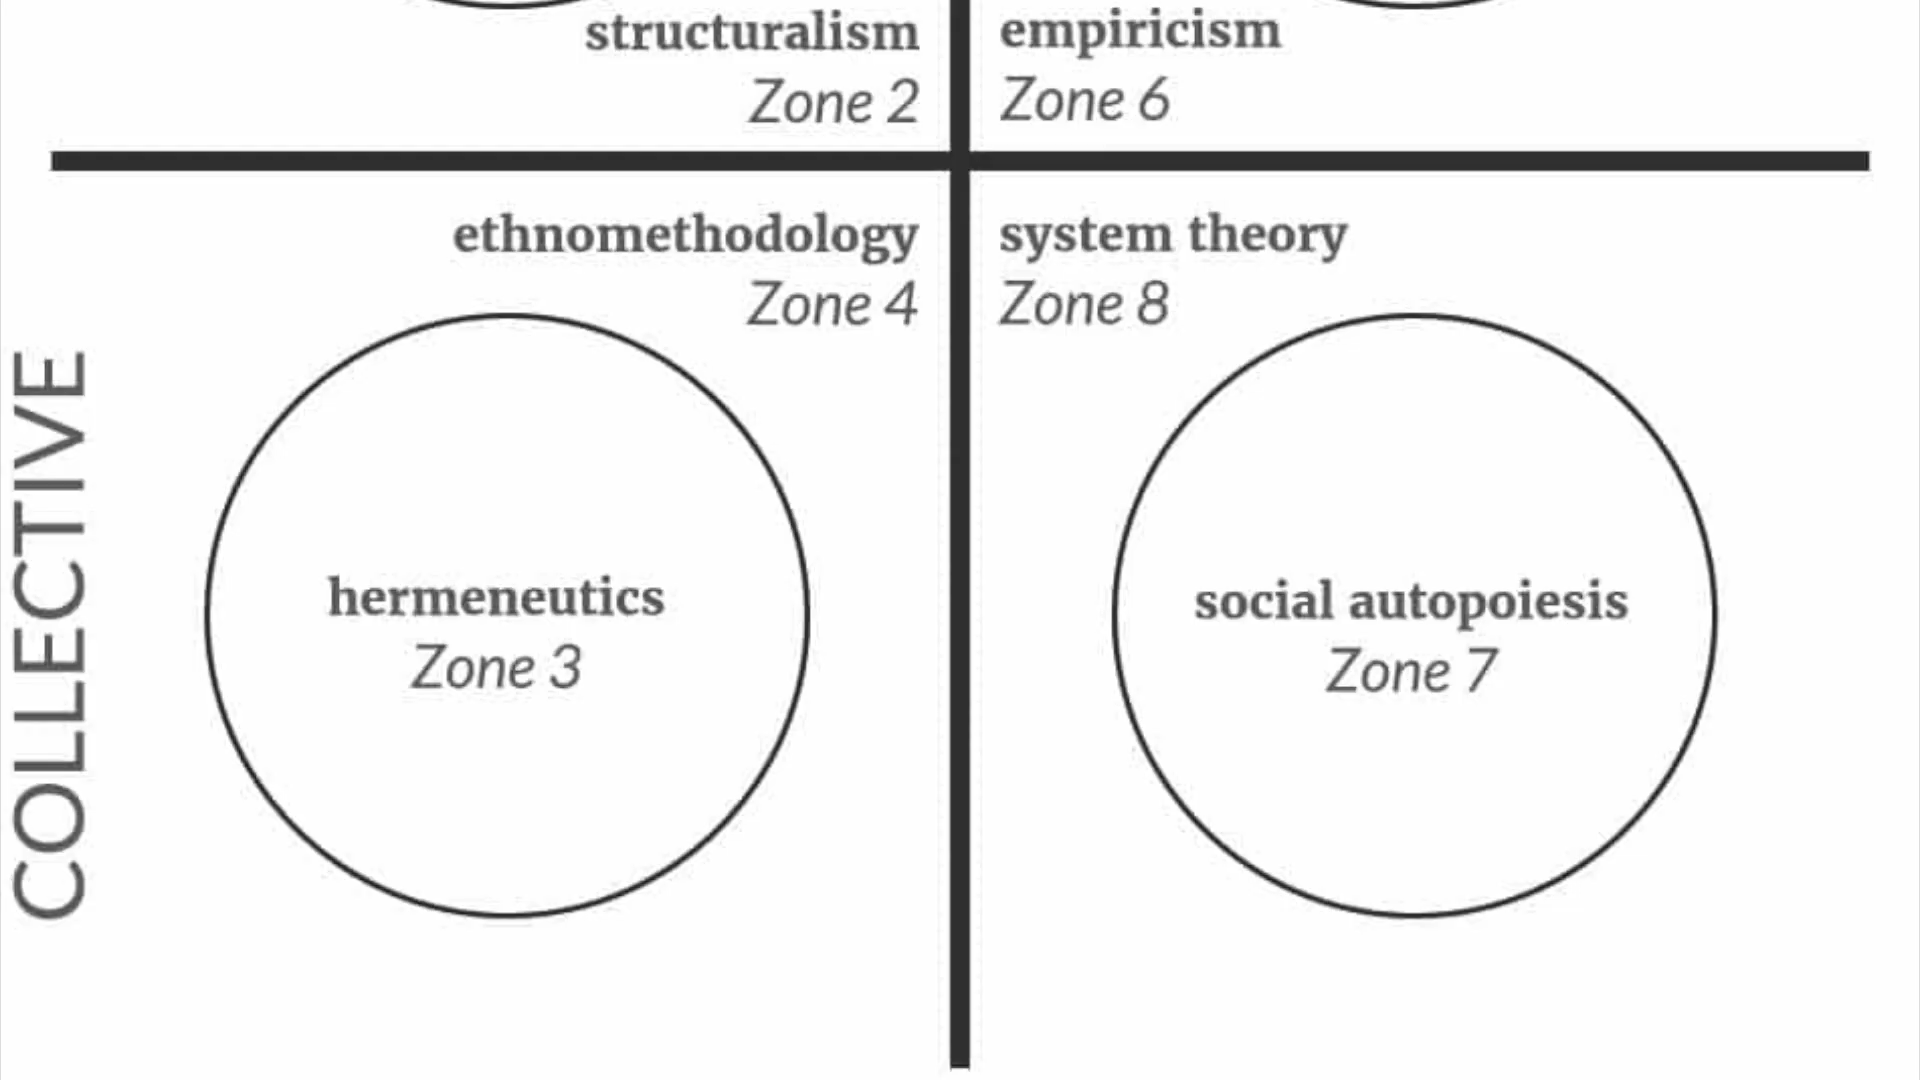 structuralism
Zone 2
empiricism
Zone 6
ethnomethodology
Zone 4
system theory
Zone 8
COLLECTIVE
hermeneutics
Zone 3
social autopoiesis
Zone 7